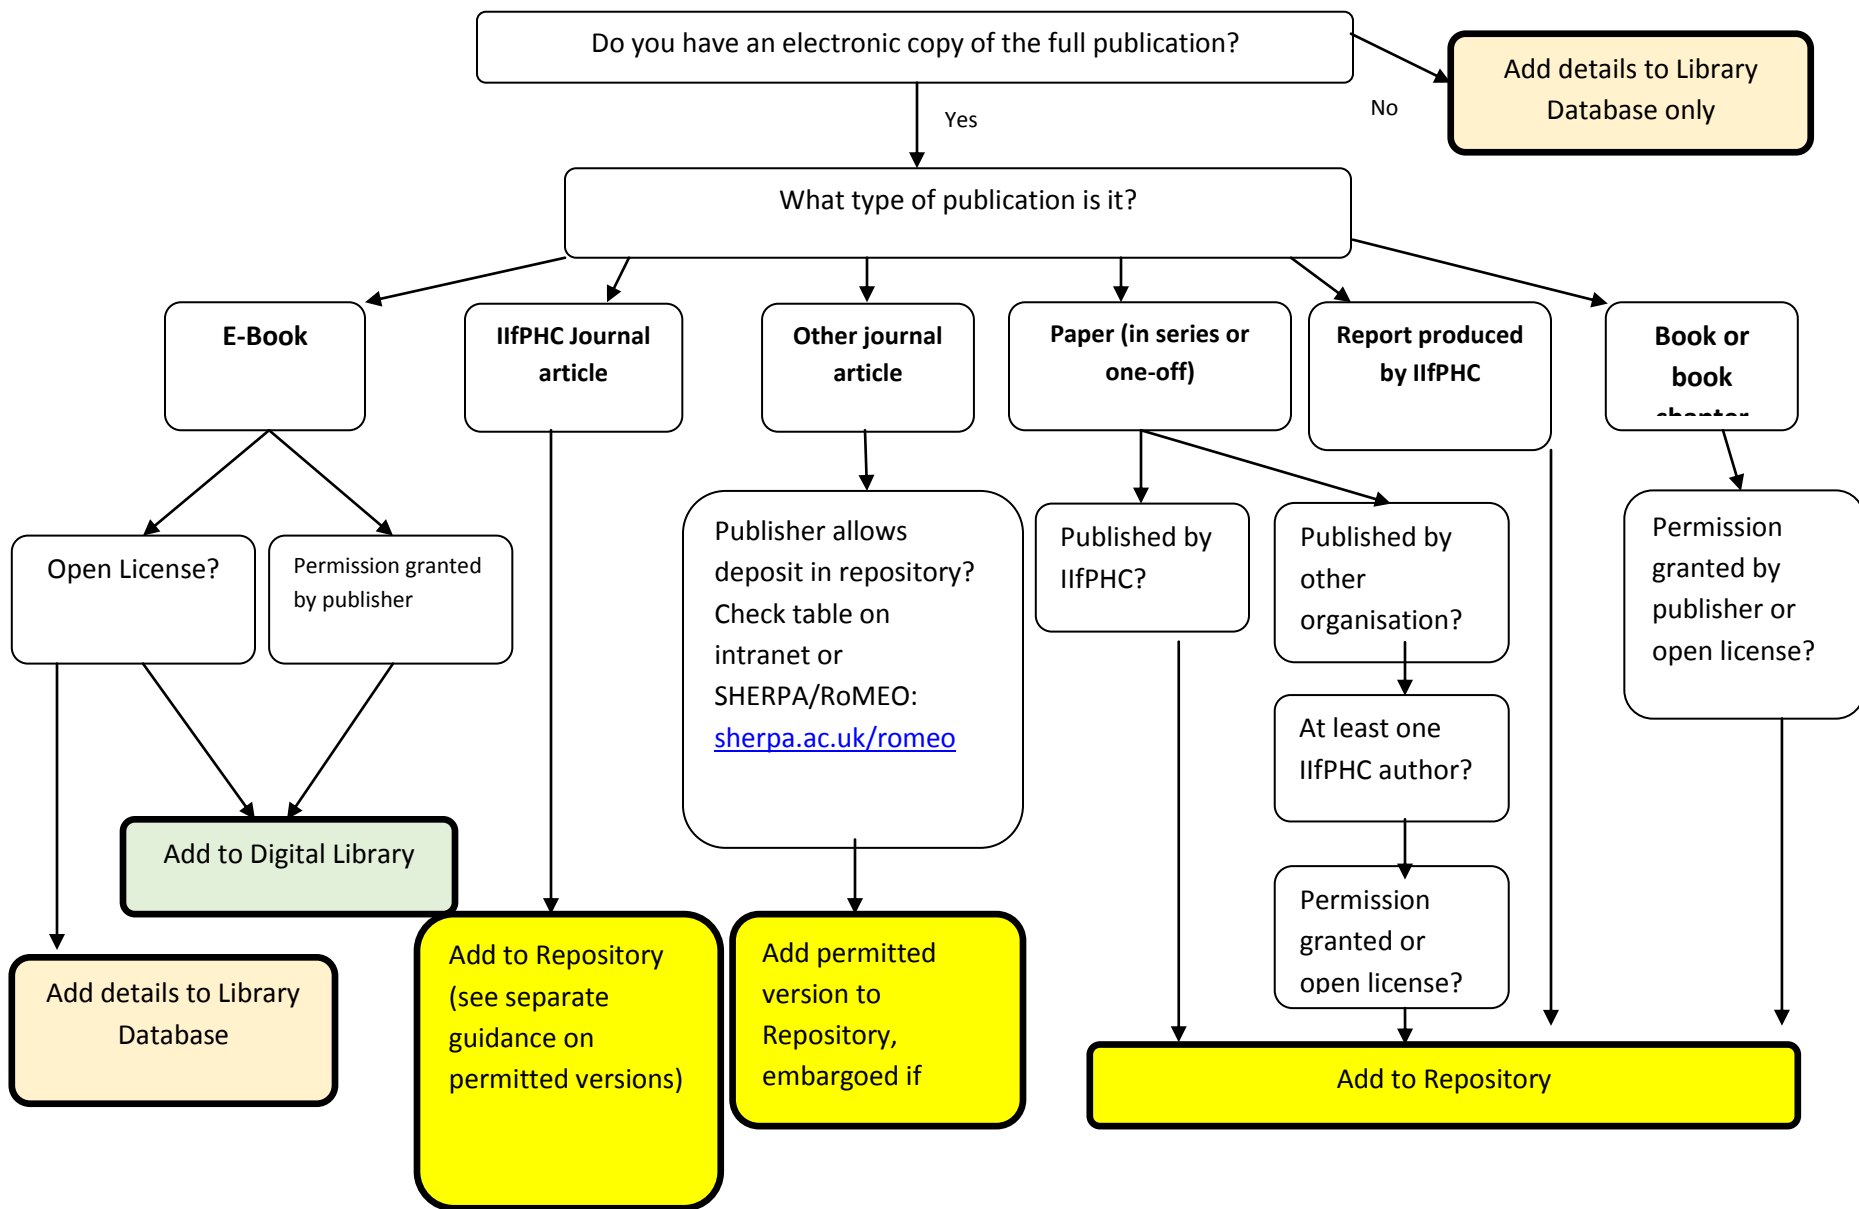 Do you have an electronic copy of the full publication?
Add details to Library
Database only
Yes
No
What type of publication is it?
E-Book
IIfPHC Journal
article
Other journal
article
Paper (in series or
one-off)
Report produced
by IIfPHC
Book or
book
Open License?
Permission granted
by publisher
Publisher allows
deposit in repository?
Check table on
intranet or
SHERPA/RoMEO:
sherpa.ac.uk/romeo
Published by
IIfPHC?
Published by
other
organisation?
At least one
IIfPHC author?
Permission
granted or
open license?
Permission
granted by
publisher or
open license?
Add to Digital Library
Add details to Library
Database
Add to Repository
(see separate
guidance on
permitted versions)
Add permitted
version to
Repository,
embargoed if
Add to Repository